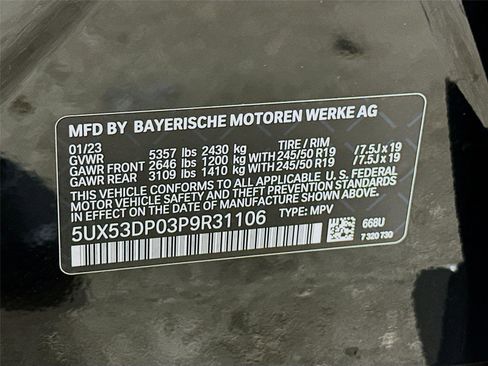 MFD BY BAYERISCHE MOTOREN WERKE AG
01/23 TIRE / RIM
GVWR 5357 lbs 2430 kg
GAWR FRONT 2646 lbs 1200 kg WITH 245/50 R19 / 7.5J x 19
GAWR REAR 3109 lbs 1410 kg WITH 245/50 R19 / 7.5J x 19
THIS VEHICLE CONFORMS TO ALL APPLICABLE U.S. FEDERAL
MOTOR VEHICLE SAFETY, BUMPER, AND THEFT PREVENTION STANDARDS
IN EFFECT ON THE DATE OF MANUFACTURE SHOWN ABOVE.
5UX53DP03P9R31106 TYPE: MPV
668U
7 320 730